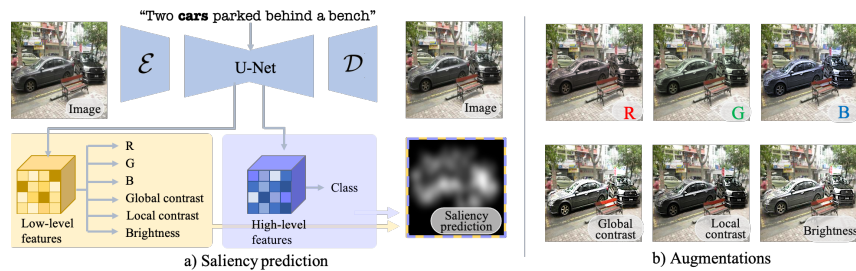 “Two cars parked behind a bench”
Image
ℰ
U-Net
𝒟
Image
Low-level
features
R
G
B
Global contrast
Local contrast
Brightness
High-level
features
Class
Saliency
prediction
a) Saliency prediction
R
G
B
Global
contrast
Local
contrast
Brightness
b) Augmentations